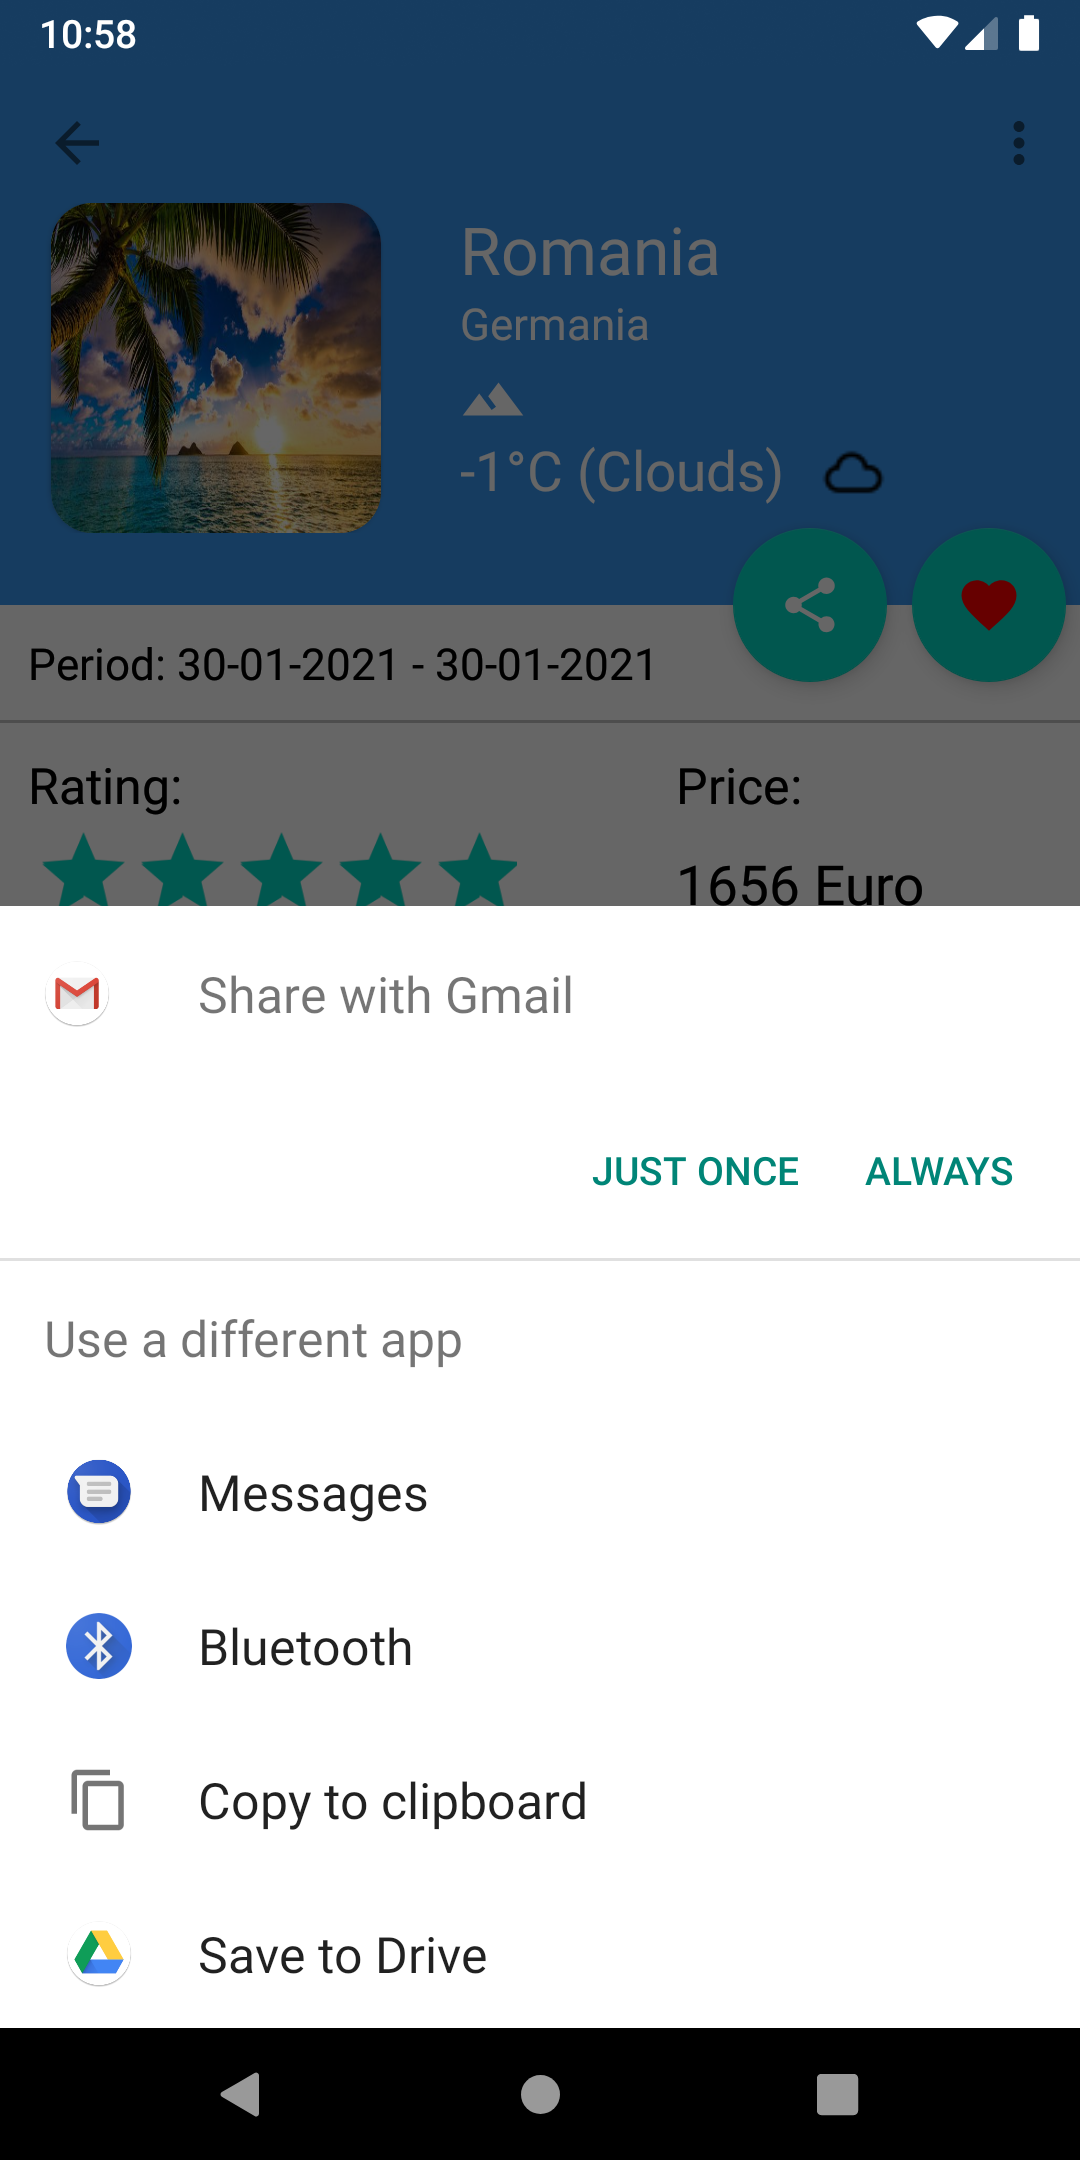 10:58
Romania
Germania
-1°C (Clouds)
Period: 30-01-2021 - 30-01-2021
Rating:
Price:
1656 Euro
Share with Gmail
JUST ONCE
ALWAYS
Use a different app
Messages
Bluetooth
Copy to clipboard
Save to Drive